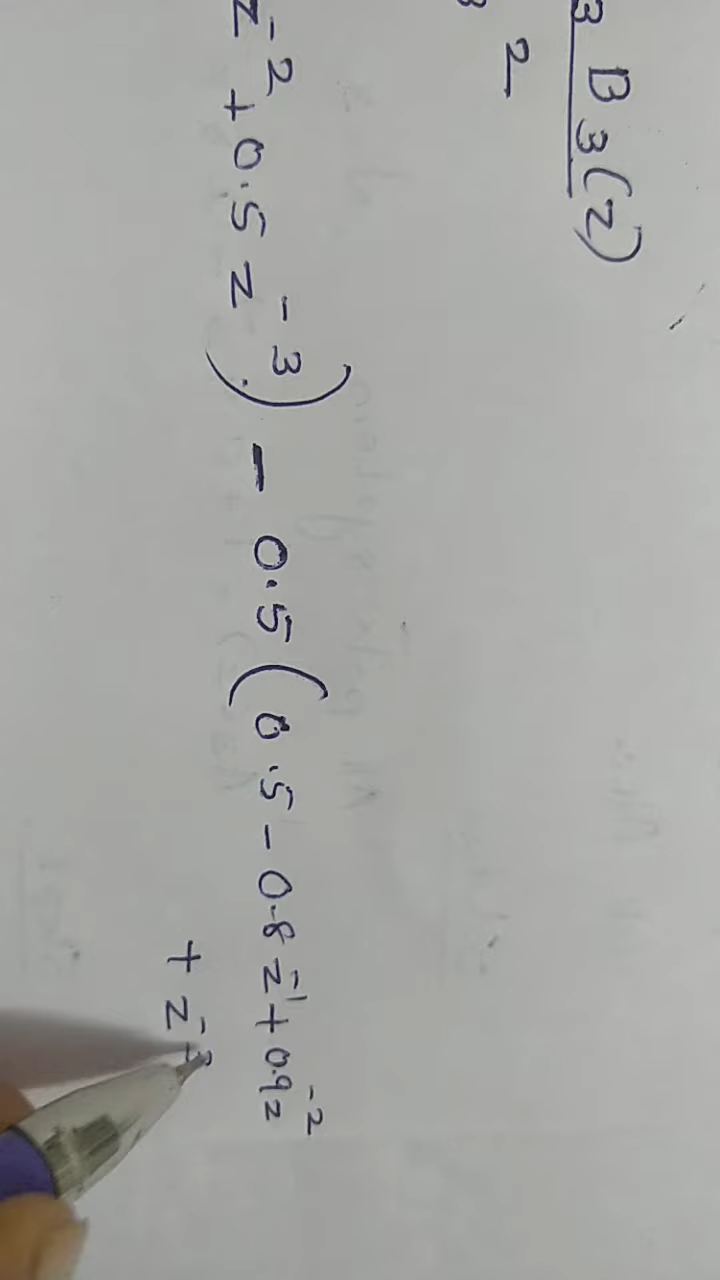 3 B₃(z)
2
z⁻² + 0.5 z⁻³) - 0.5 (0.5 - 0.8 z⁻¹ + 0.9 z⁻²
+ z⁻³